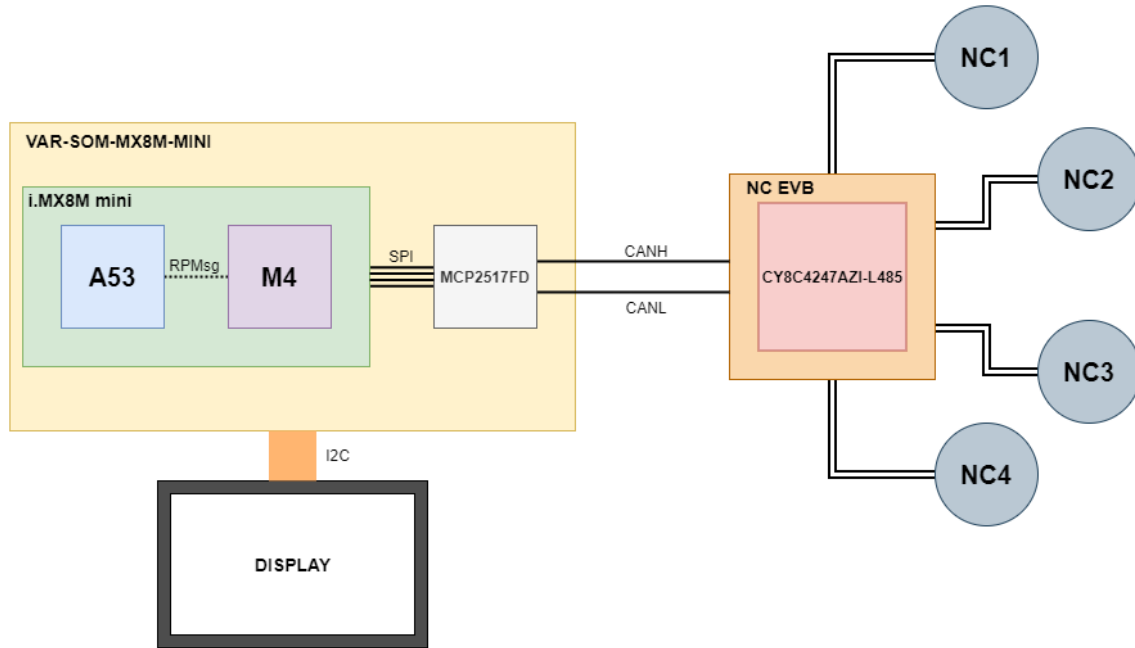 NC1
VAR-SOM-MX8M-MINI
NC2
NC EVB
i.MX8M mini
A53
RPMsg
M4
SPI
MCP2517FD
CANH
CANL
CY8C4247AZI-L485
NC3
I2C
NC4
DISPLAY